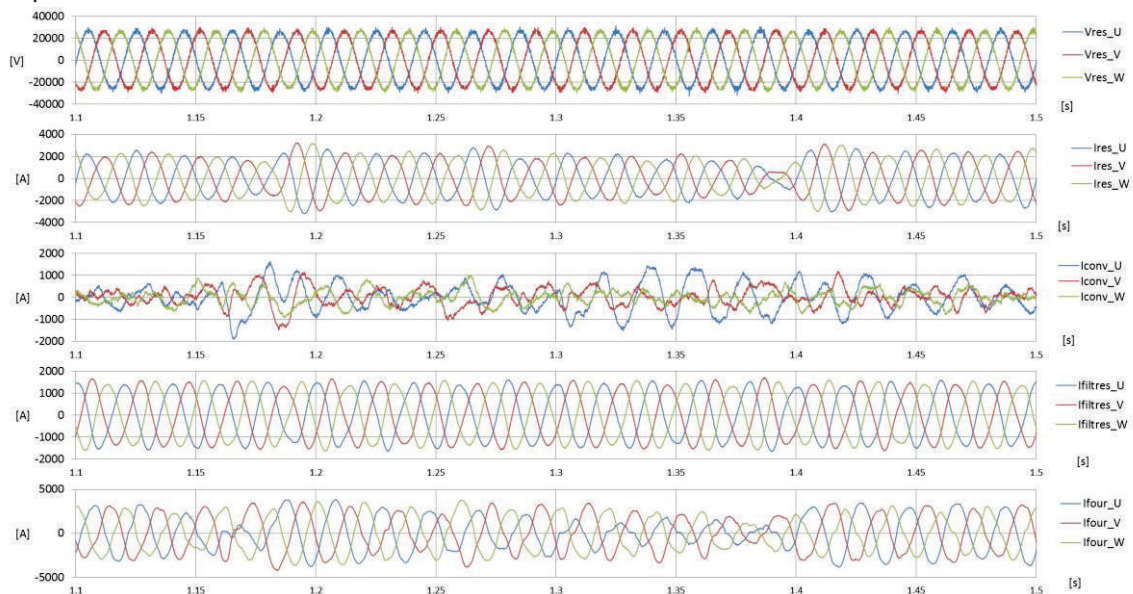 40000
20000
0
-20000
-40000
[V]
1.1 1.15 1.2 1.25 1.3 1.35 1.4 1.45 1.5
[s]
Vres_U
Vres_V
Vres_W
4000
2000
0
-2000
-4000
[A]
1.1 1.15 1.2 1.25 1.3 1.35 1.4 1.45 1.5
[s]
Ires_U
Ires_V
Ires_W
2000
1000
0
-1000
-2000
[A]
1.1 1.15 1.2 1.25 1.3 1.35 1.4 1.45 1.5
[s]
Iconv_U
Iconv_V
Iconv_W
2000
1000
0
-1000
-2000
[A]
1.1 1.15 1.2 1.25 1.3 1.35 1.4 1.45 1.5
[s]
Ifiltres_U
Ifiltres_V
Ifiltres_W
5000
0
-5000
[A]
1.1 1.15 1.2 1.25 1.3 1.35 1.4 1.45 1.5
[s]
Ifour_U
Ifour_V
Ifour_W